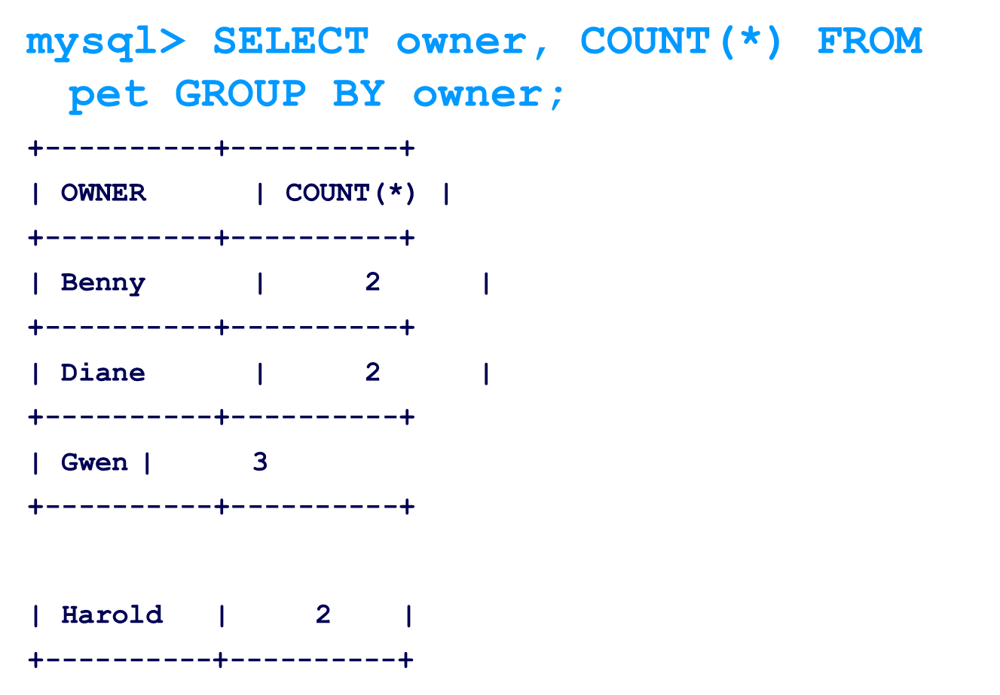 mysql> SELECT owner, COUNT(*) FROM
pet GROUP BY owner;
+----------+----------+
| OWNER | COUNT(*) |
+----------+----------+
| Benny | 2 |
+----------+----------+
| Diane | 2 |
+----------+----------+
| Gwen | 3
+----------+----------+
| Harold | 2 |
+----------+----------+